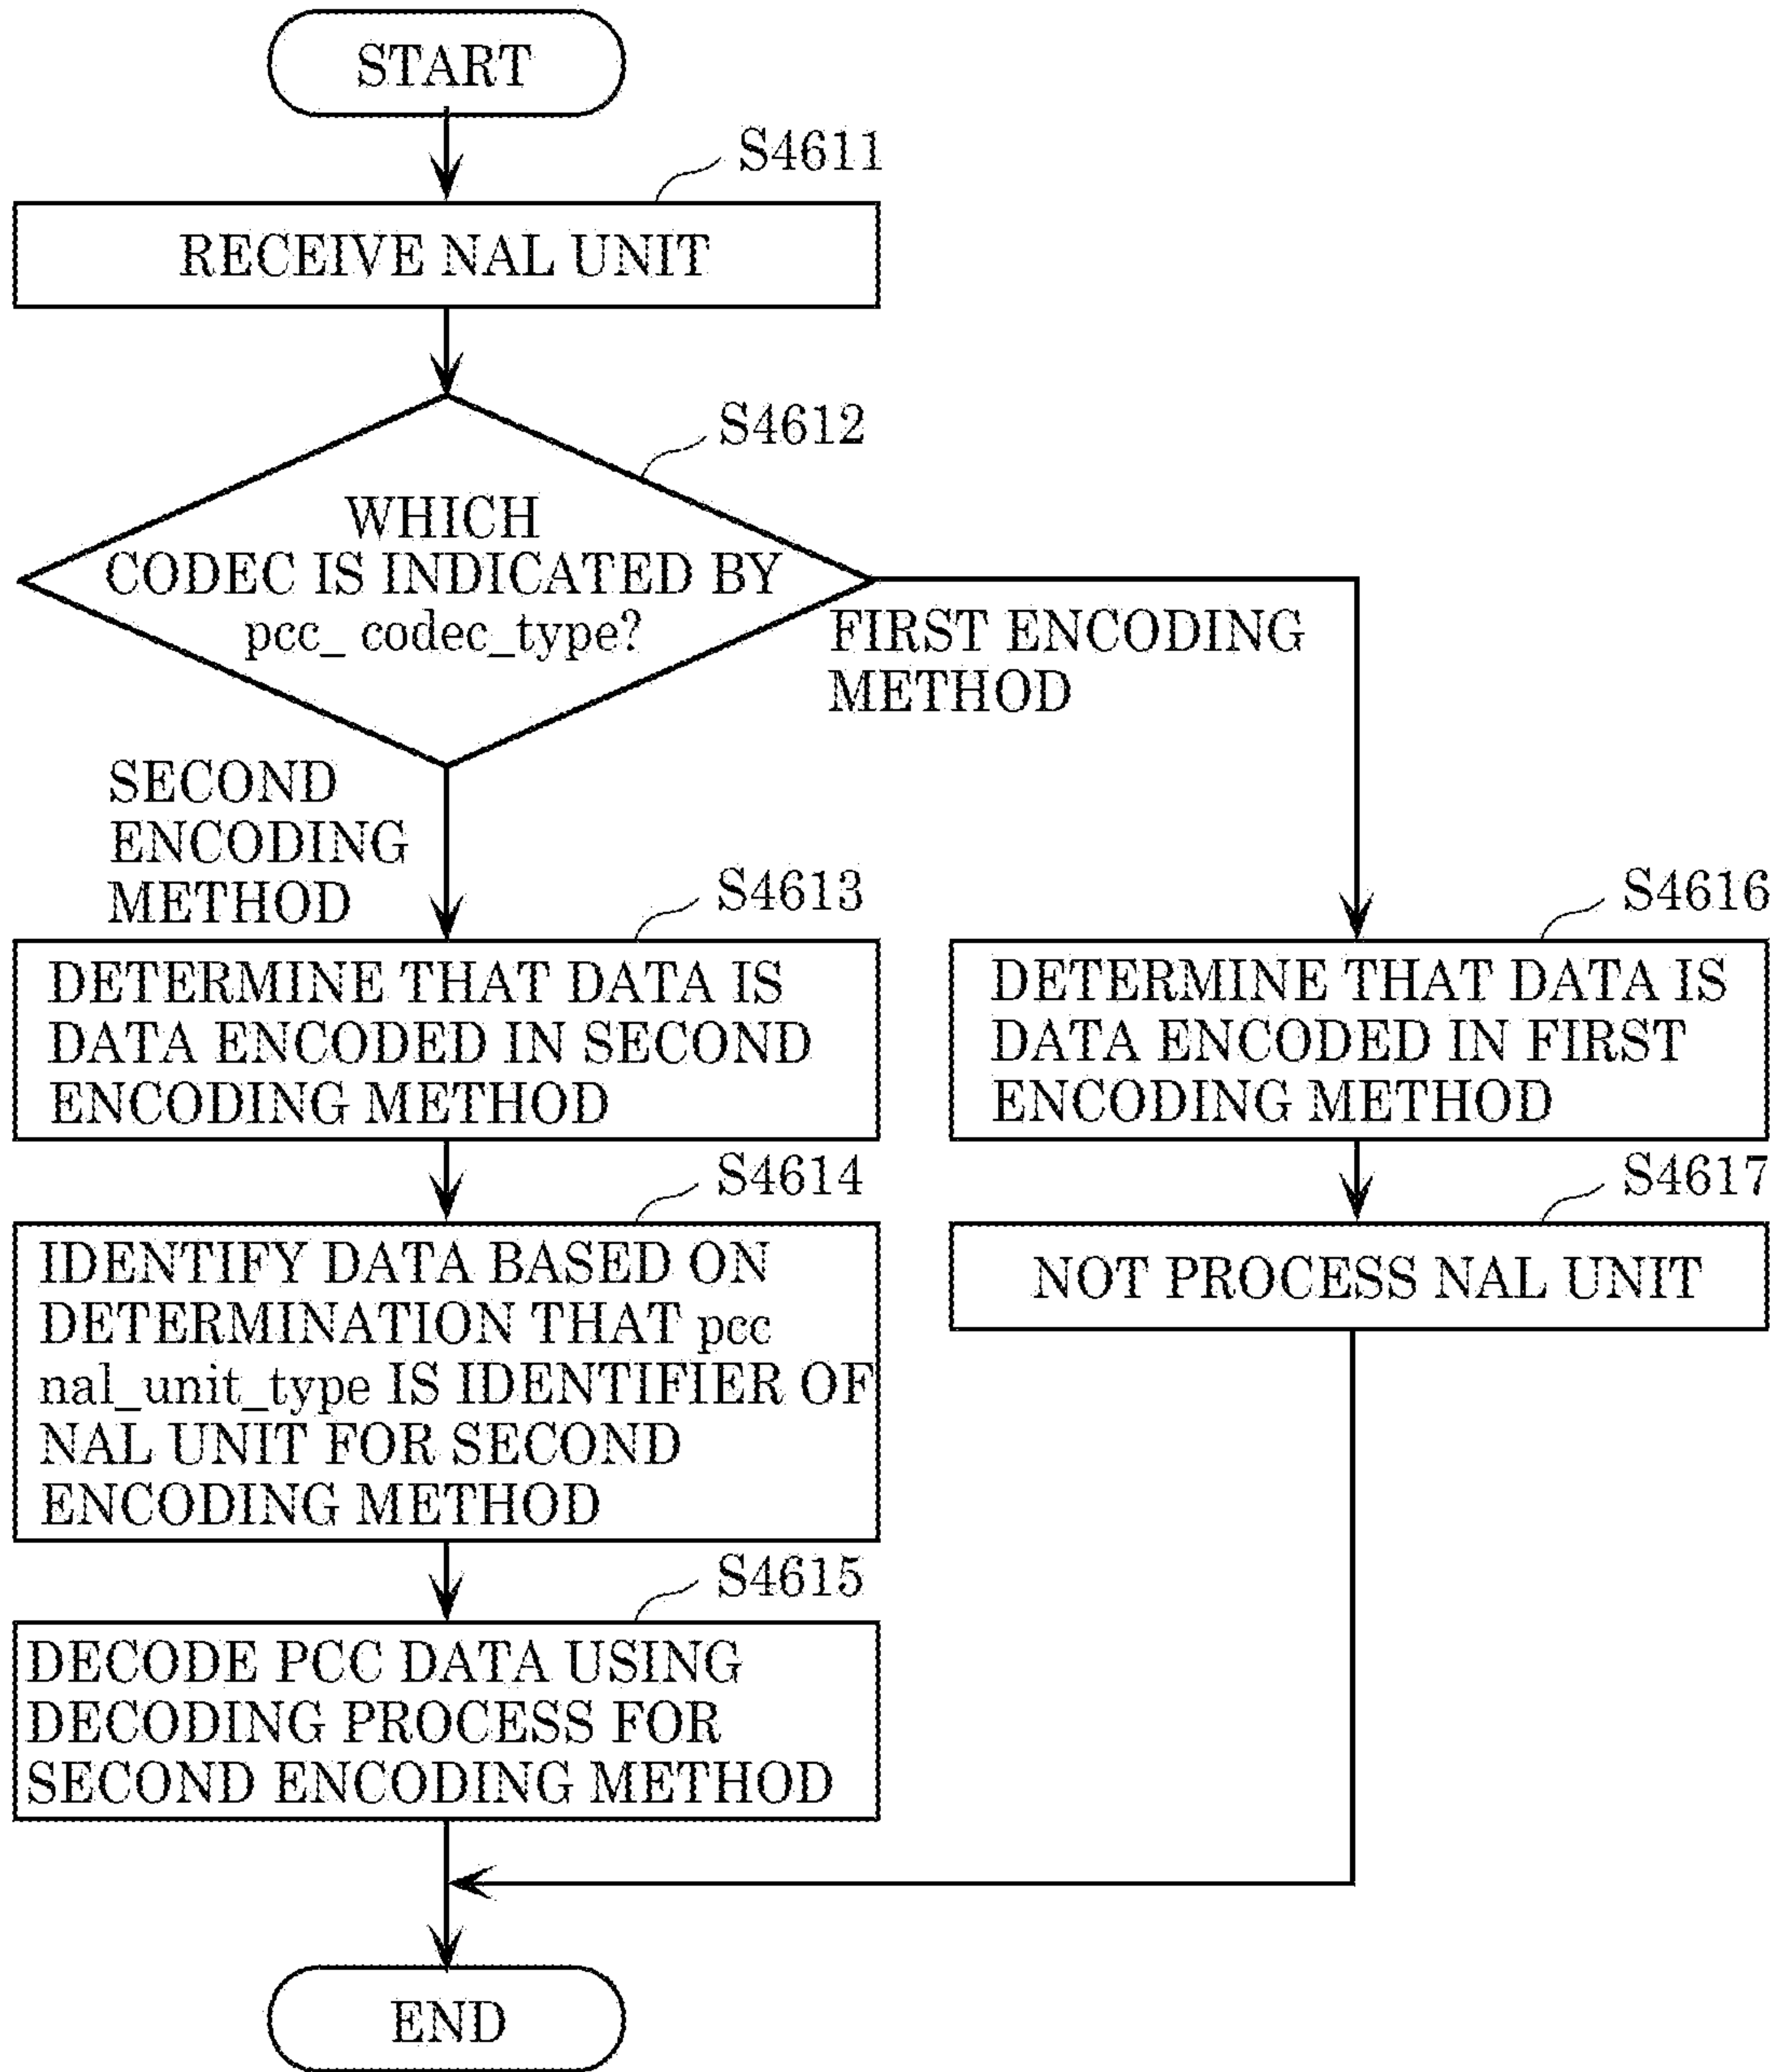 START
S4611
RECEIVE NAL UNIT
S4612
WHICH
CODEC IS INDICATED BY
pcc_ codec_type?
FIRST ENCODING
METHOD
SECOND
ENCODING
METHOD
S4613
DETERMINE THAT DATA IS
DATA ENCODED IN SECOND
ENCODING METHOD
S4616
DETERMINE THAT DATA IS
DATA ENCODED IN FIRST
ENCODING METHOD
S4614
IDENTIFY DATA BASED ON
DETERMINATION THAT pcc
nal_unit_type IS IDENTIFIER OF
NAL UNIT FOR SECOND
ENCODING METHOD
S4617
NOT PROCESS NAL UNIT
S4615
DECODE PCC DATA USING
DECODING PROCESS FOR
SECOND ENCODING METHOD
END